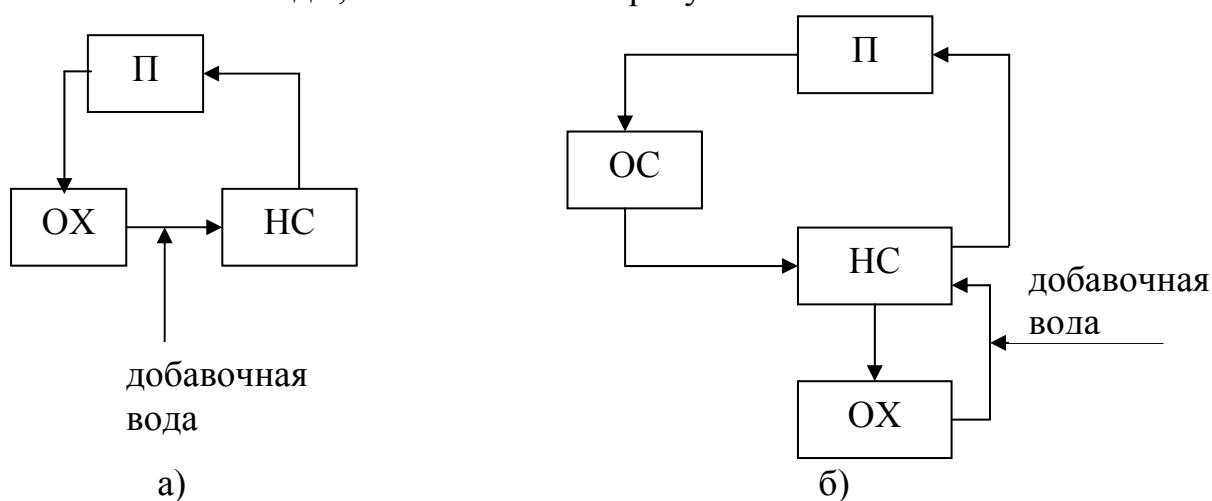 П
ОХ
НС
добавочная
вода
а)
П
ОС
НС
ОХ
добавочная
вода
б)